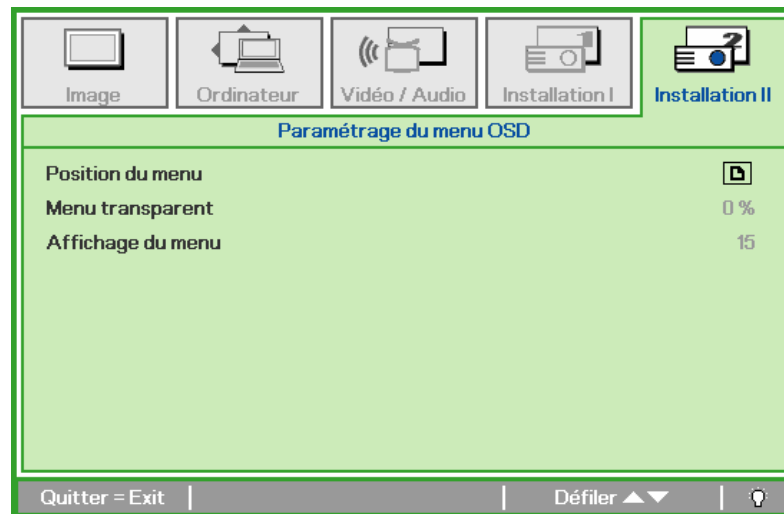 Image Ordinateur Vidéo / Audio Installation I Installation II
Paramétrage du menu OSD
Position du menu
Menu transparent 0 %
Affichage du menu 15
Quitter = Exit Défiler ▲▼